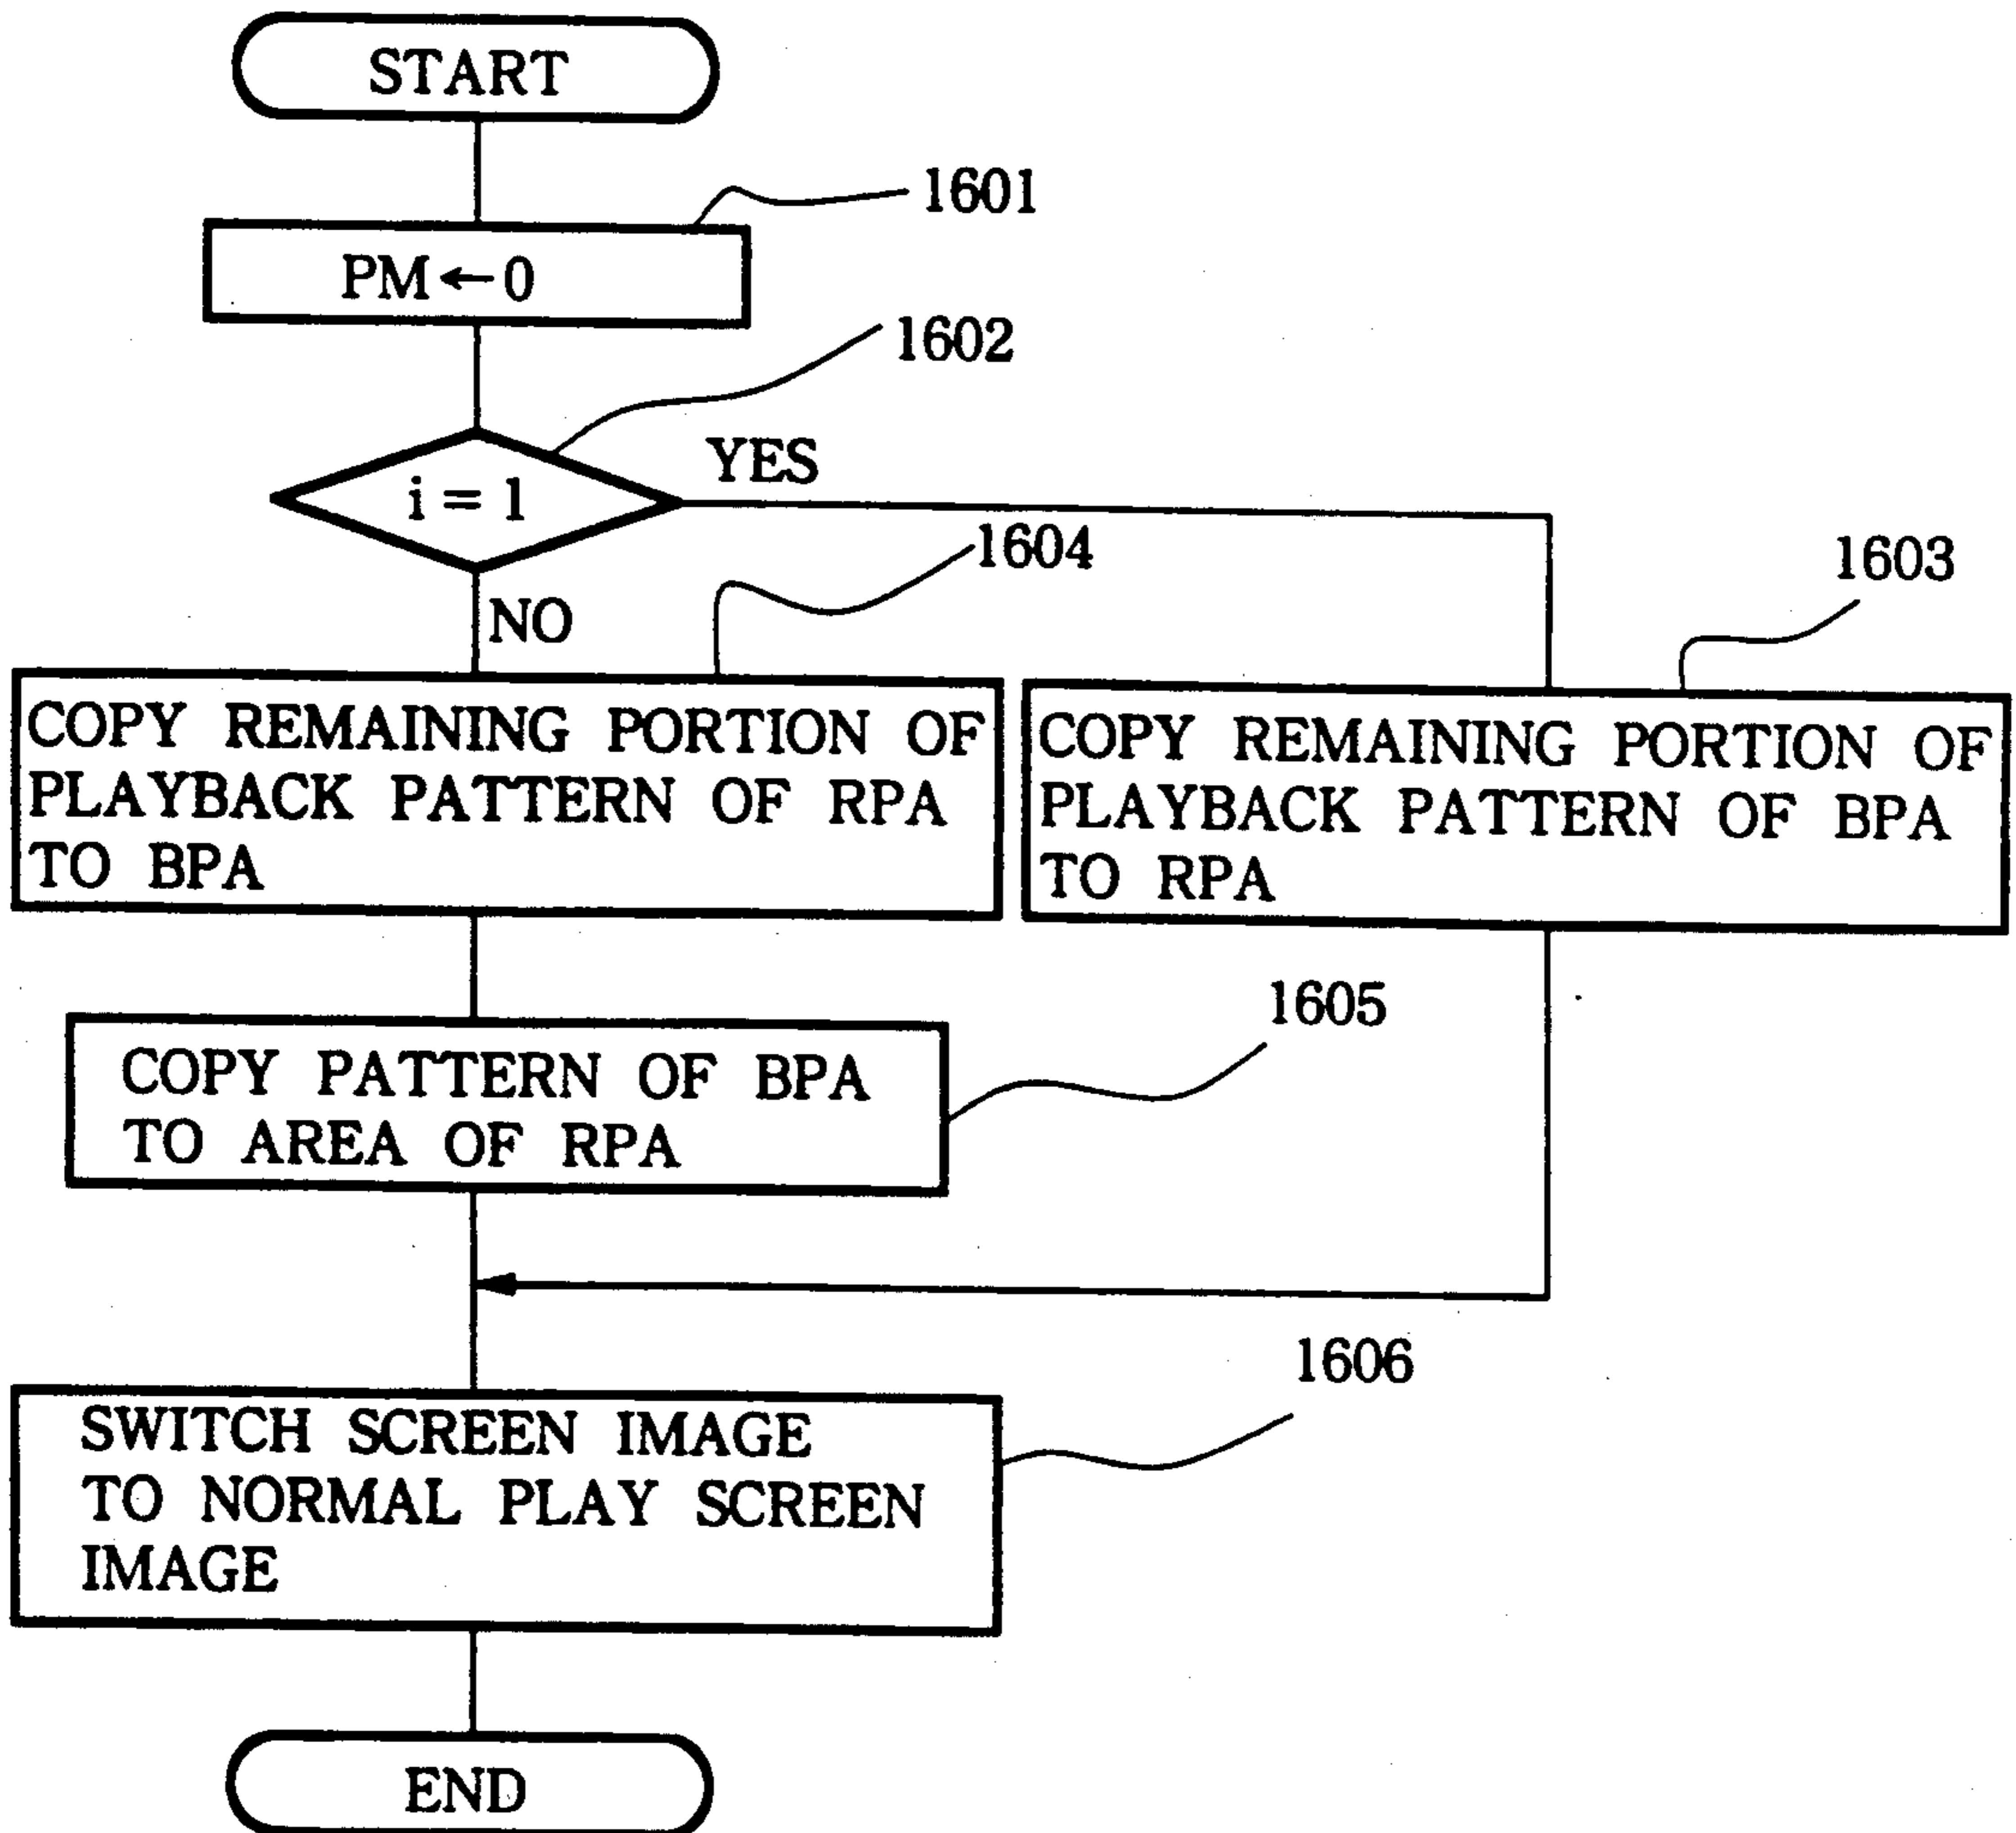 START
1601
PM←0
1602
i = 1
YES
NO
1604
1603
COPY REMAINING PORTION OF
PLAYBACK PATTERN OF RPA
TO BPA
COPY REMAINING PORTION OF
PLAYBACK PATTERN OF BPA
TO RPA
1605
COPY PATTERN OF BPA
TO AREA OF RPA
1606
SWITCH SCREEN IMAGE
TO NORMAL PLAY SCREEN
IMAGE
END